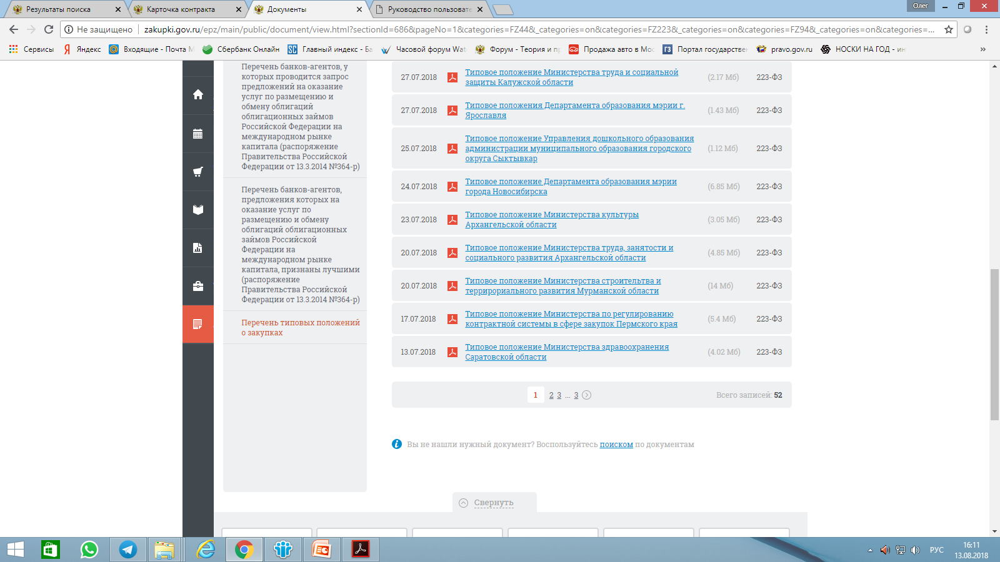 Результаты поиска
Карточка контракта
Документы
Руководство пользовате
Олег
Не защищено
zakupki.gov.ru/epz/main/public/document/view.html?sectionId=686&pageNo=1&categories=FZ44&_categories=on&categories=FZ223&_categories=on&categories=FZ94&_categories=on&categories=...
Сервисы
Яндекс
Входящие - Почта M
Сбербанк Онлайн
Главный индекс - Ба
Часовой форум Wat
Форум - Теория и пр
Продажа авто в Мос
Портал государствен
pravo.gov.ru
НОСКИ НА ГОД - ин
Перечень банков-агентов, у
которых проводится запрос
предложений на оказание
услуг по размещению и
обмену облигаций
облигационных займов
Российской Федерации на
международном рынке
капитала (распоряжение
Правительства Российской
Федерации от 13.3.2014 №364-р)
Перечень банков-агентов,
предложения которых на
оказание услуг по
размещению и обмену
облигаций облигационных
займов Российской
Федерации на
международном рынке
капитала, признаны лучшими
(распоряжение
Правительства Российской
Федерации от 13.3.2014 №364-р)
Перечень типовых положений
о закупках
27.07.2018 Типовое положение Министерства труда и социальной
защиты Калужской области (2.17 Мб) 223-ФЗ
27.07.2018 Типовое положения Департамента образования мэрии г.
Ярославля (1.43 Мб) 223-ФЗ
25.07.2018 Типовое положение Управления дошкольного образования
администрации муниципального образования городского
округа Сыктывкар (1.12 Мб) 223-ФЗ
24.07.2018 Типовое положение Департамента образования мэрии
города Новосибирска (6.85 Мб) 223-ФЗ
23.07.2018 Типовое положение Министерства культуры
Архангельской области (3.05 Мб) 223-ФЗ
20.07.2018 Типовое положение Министерства труда, занятости и
социального развития Архангельской области (4.85 Мб) 223-ФЗ
20.07.2018 Типовое положение Министерства строительтва и
террирориального развития Мурманской области (14 Мб) 223-ФЗ
17.07.2018 Типовое положение Министерства по регулированию
контрактной системы в сфере закупок Пермского края (5.4 Мб) 223-ФЗ
13.07.2018 Типовое положение Министерства здравоохранения
Саратовской области (4.02 Мб) 223-ФЗ
1 2 3 ... 3
Всего записей: 52
Вы не нашли нужный документ? Воспользуйтесь поиском по документам
Свернуть
РУС
16:11
13.08.2018